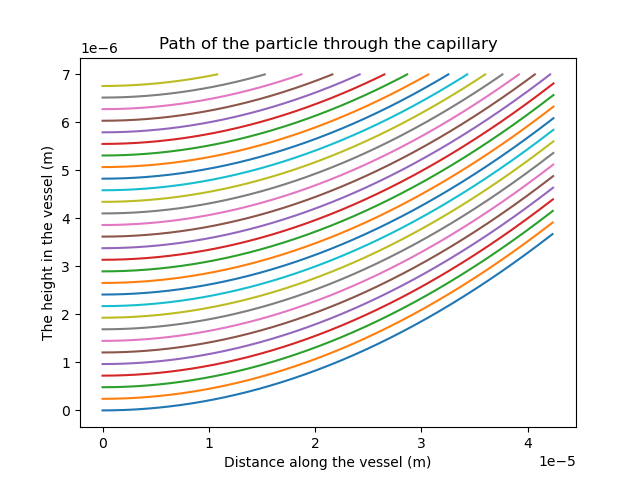 Path of the particle through the capillary
1e−6
7
6
5
4
3
2
1
0
The height in the vessel (m)
0
1
2
3
4
1e−5
Distance along the vessel (m)